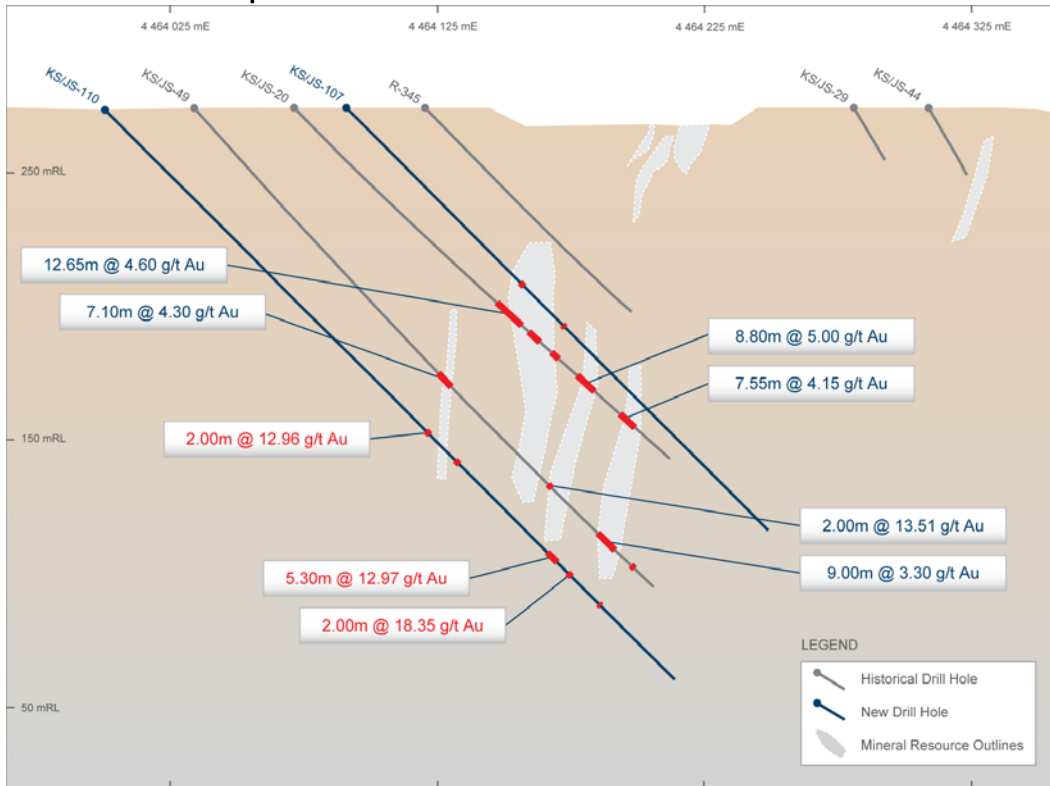 4 464 025 mE
4 464 125 mE
4 464 225 mE
4 464 325 mE
KS/JS-110
KS/JS-49
KS/JS-20
KS/JS-107
R-345
KS/JS-29
KS/JS-44
250 mRL
12.65m @ 4.60 g/t Au
7.10m @ 4.30 g/t Au
8.80m @ 5.00 g/t Au
7.55m @ 4.15 g/t Au
150 mRL
2.00m @ 12.96 g/t Au
2.00m @ 13.51 g/t Au
9.00m @ 3.30 g/t Au
5.30m @ 12.97 g/t Au
2.00m @ 18.35 g/t Au
50 mRL
LEGEND
Historical Drill Hole
New Drill Hole
Mineral Resource Outlines